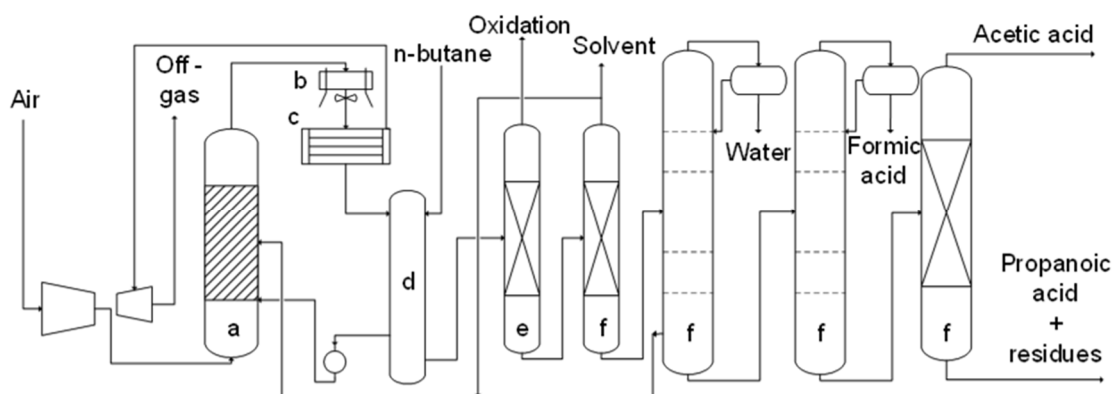 Oxidation
Solvent
n-butane
Acetic acid
Off -
gas
Air
b
c
Water
Formic
acid
Propanoic
acid
+
residues
d
a
e
f
f
f
f